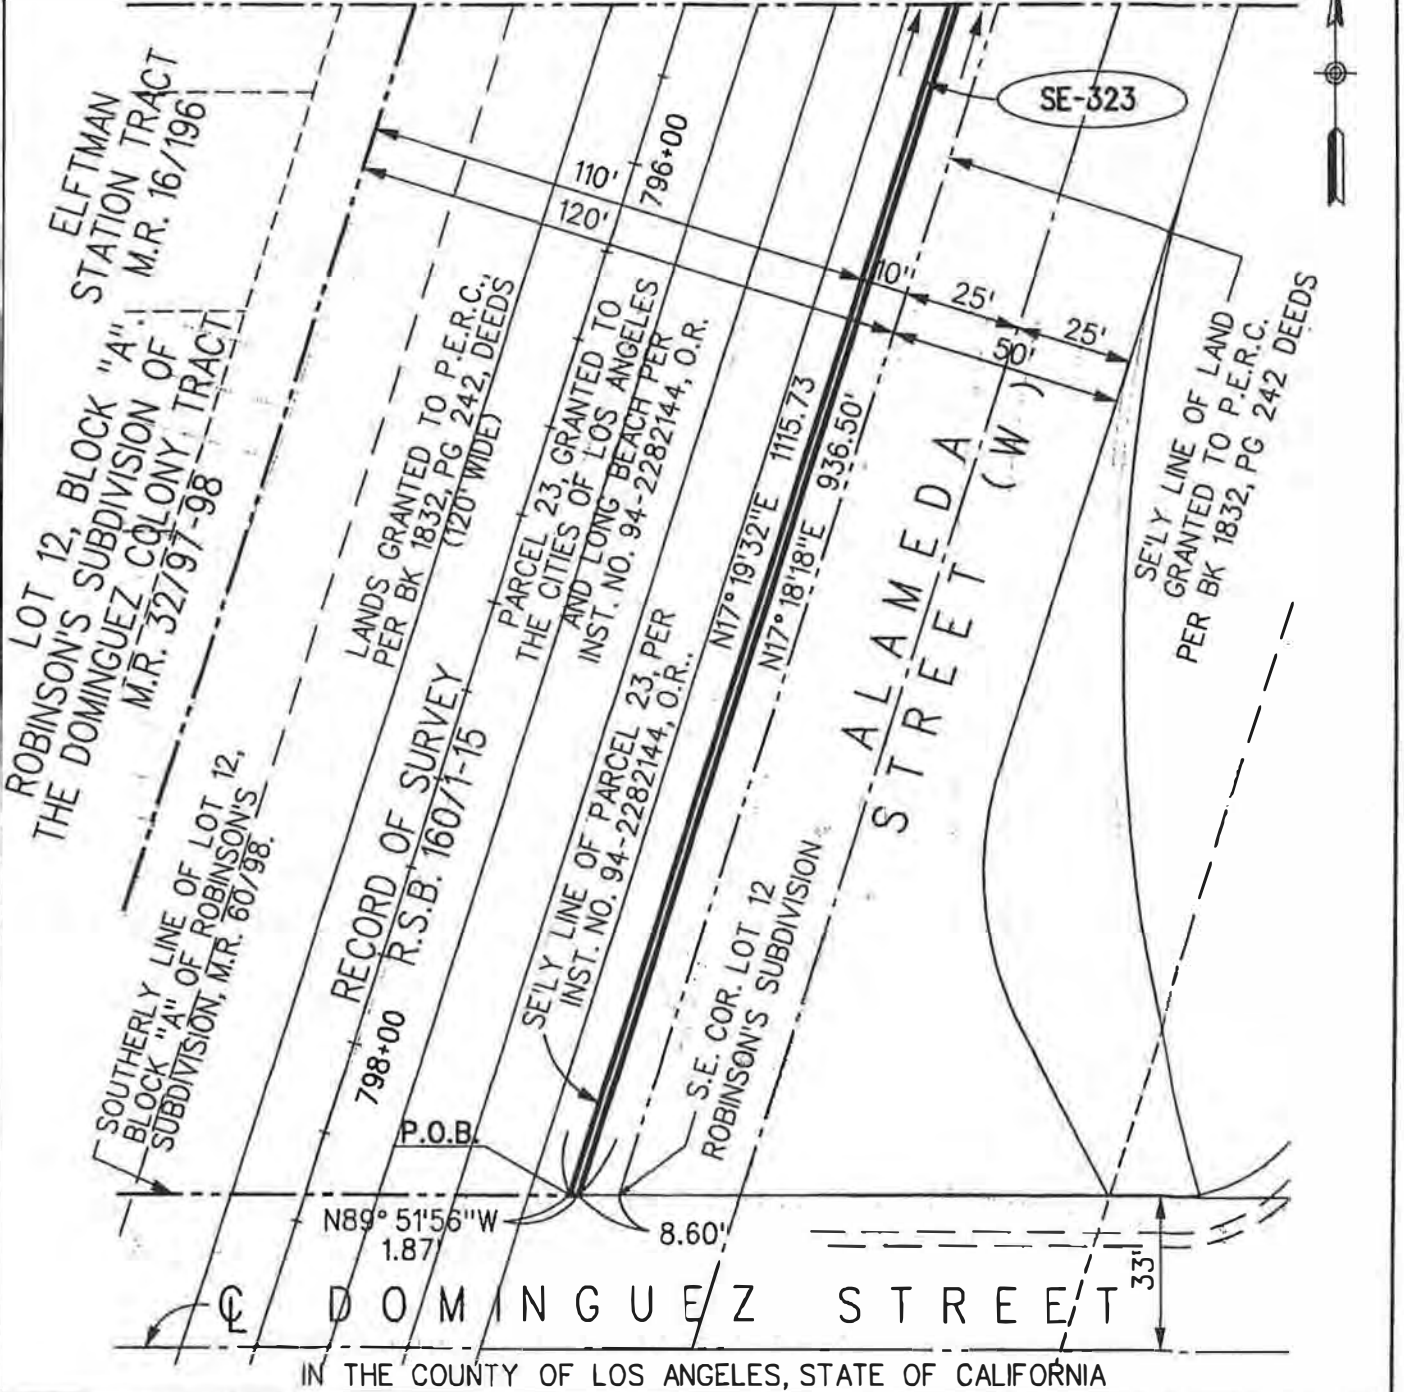 ELFTMAN
STATION TRACT
M.R. 16/196
LOT 12, BLOCK "A"
ROBINSON'S SUBDIVISION OF
THE DOMINGUEZ COLONY TRACT
M.R. 32/97-98
SE-323
110'
120'
796+00
10'
25'
25'
50'
LANDS GRANTED TO P.E.R.C.,
PER BK 1832, PG 242, DEEDS
(120' WIDE)
PARCEL 23, GRANTED TO
THE CITIES OF LOS ANGELES
AND LONG BEACH PER
INST. NO. 94-2282144, O.R.
N17°19'32"E 1115.73
N17°18'18"E 936.50'
ALAMEDA
STREET (W)
SE'LY LINE OF LAND
GRANTED TO P.E.R.C.
PER BK 1832, PG 242 DEEDS
RECORD OF SURVEY
R.S.B. 160/1-15
SE'LY LINE OF PARCEL 23, PER
INST. NO. 94-2282144, O.R.
SOUTHERLY LINE OF LOT 12,
BLOCK "A" OF ROBINSON'S
SUBDIVISION, M.R. 60/98.
798+00
S.E. COR. LOT 12
ROBINSON'S SUBDIVISION
P.O.B.
N89°51'56"W
1.87'
8.60'
33'
℄ DOMINGUEZ STREET
IN THE COUNTY OF LOS ANGELES, STATE OF CALIFORNIA